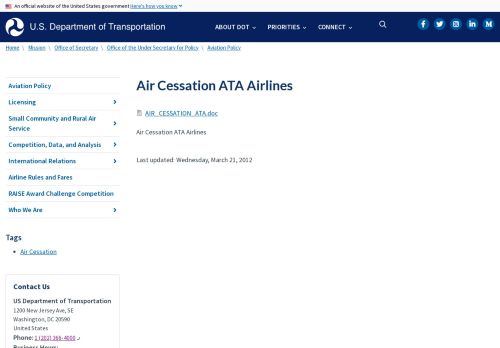 An official website of the United States government Here's how you know
U.S. Department of Transportation
ABOUT DOT
PRIORITIES
CONNECT
Home \ Mission \ Office of Secretary \ Office of the Under Secretary for Policy \ Aviation Policy
Aviation Policy
Licensing
Small Community and Rural Air
Service
Competition, Data, and Analysis
International Relations
Airline Rules and Fares
RAISE Award Challenge Competition
Who We Are
Tags
Air Cessation
Contact Us
US Department of Transportation
1200 New Jersey Ave, SE
Washington, DC 20590
United States
Phone: 1 (202) 366-4000
Business Hours:
Air Cessation ATA Airlines
AIR_CESSATION_ATA.doc
Air Cessation ATA Airlines
Last updated: Wednesday, March 21, 2012